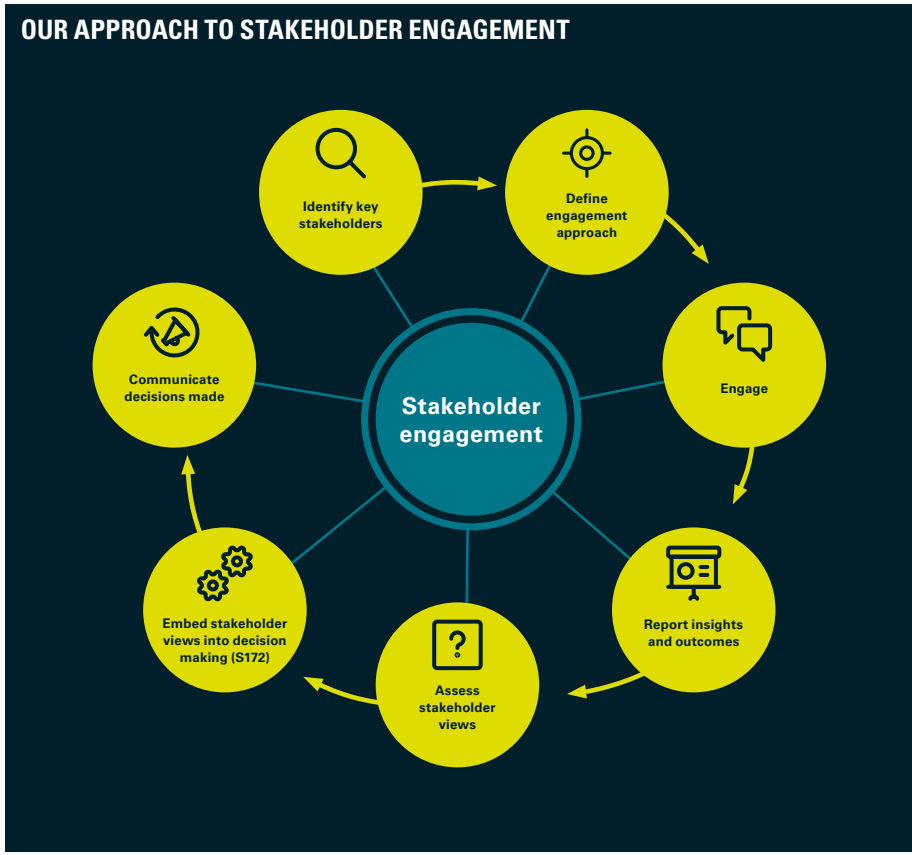 OUR APPROACH TO STAKEHOLDER ENGAGEMENT
Identify key
stakeholders
Define
engagement
approach
Engage
Report insights
and outcomes
Assess
stakeholder
views
Embed stakeholder
views into decision
making (S172)
Communicate
decisions made
Stakeholder
engagement
?